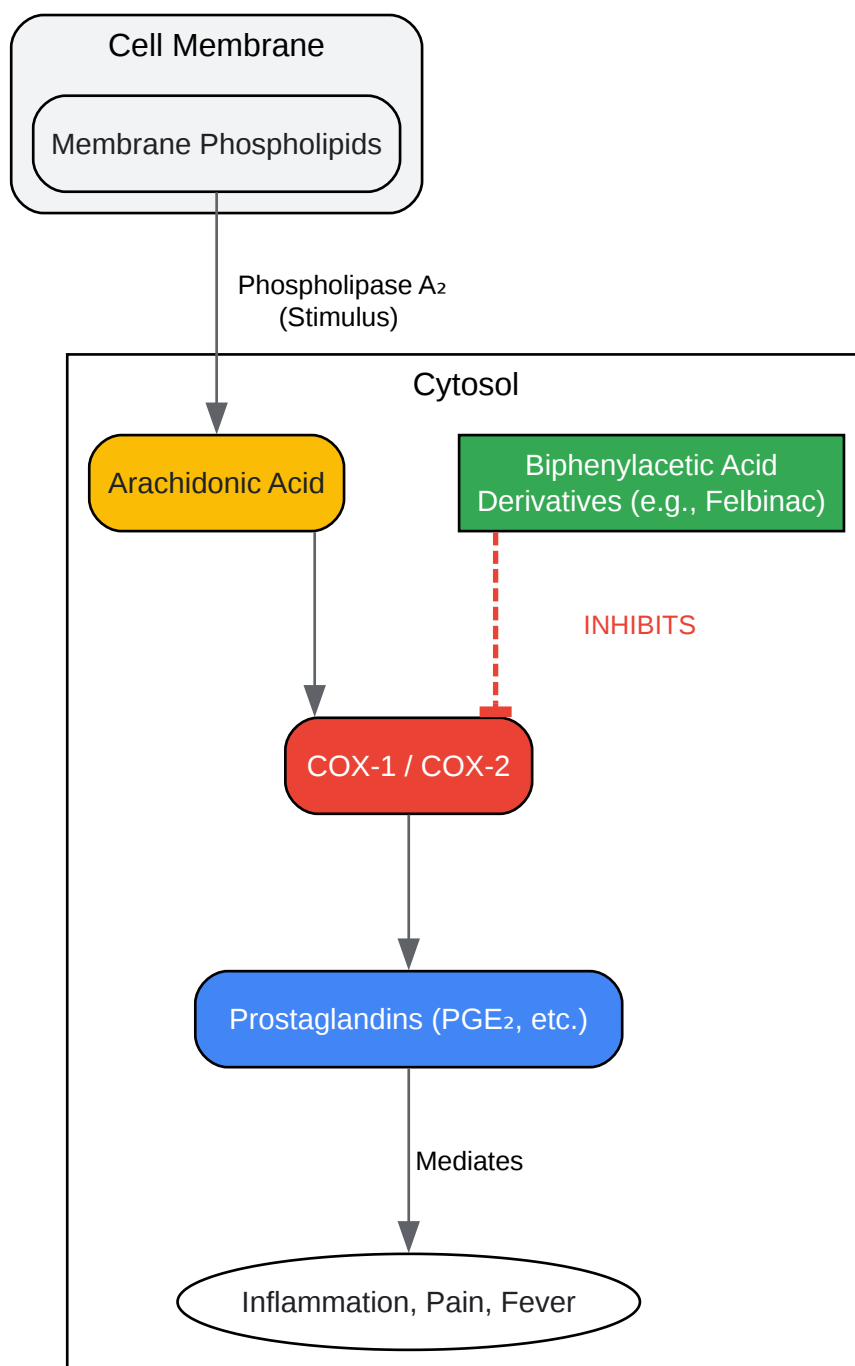 Cell Membrane
Membrane Phospholipids
Phospholipase A₂
(Stimulus)
Cytosol
Arachidonic Acid
Biphenylacetic Acid
Derivatives (e.g., Felbinac)
INHIBITS
COX-1 / COX-2
Prostaglandins (PGE₂, etc.)
Mediates
Inflammation, Pain, Fever